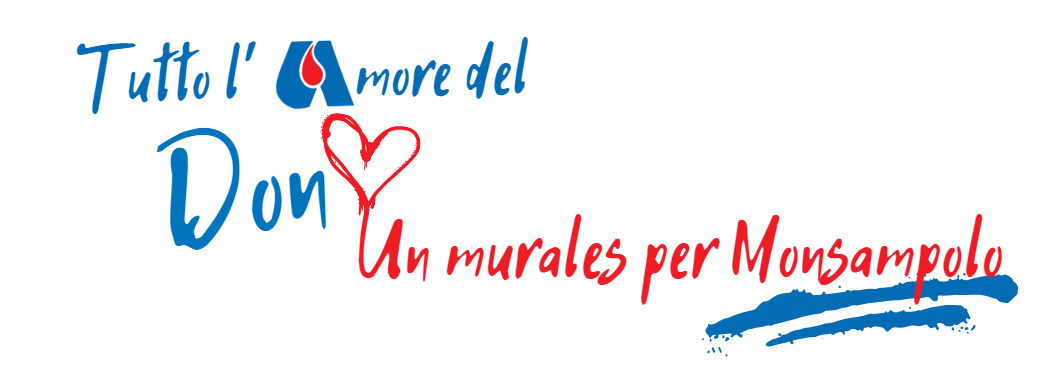 Tutto l' Amore del
Don
Un murales per Monsampolo